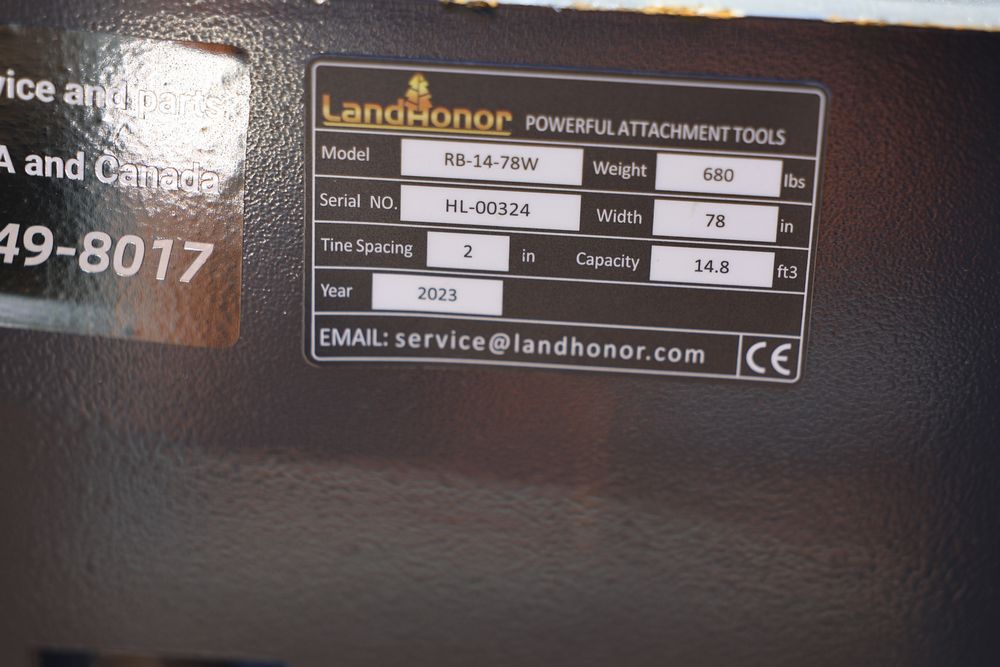 vice and parts
A and Canada
49-8017
LandHonor POWERFUL ATTACHMENT TOOLS
Model RB-14-78W Weight 680 lbs
Serial NO. HL-00324 Width 78 in
Tine Spacing 2 in Capacity 14.8 ft3
Year 2023
EMAIL: service@landhonor.com CE